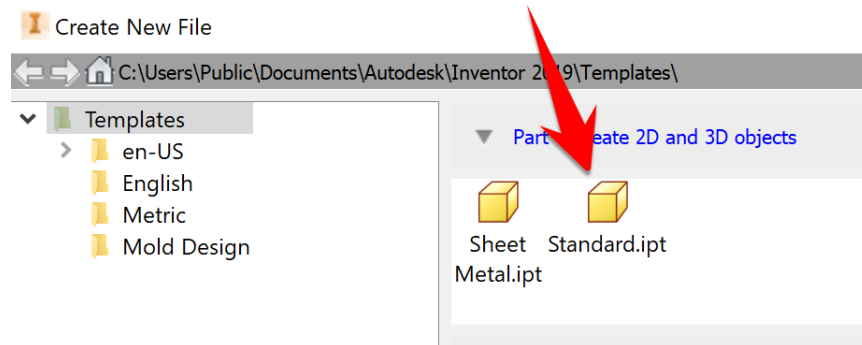 Create New File
C:\Users\Public\Documents\Autodesk\Inventor 2019\Templates\
Templates
en-US
English
Metric
Mold Design
Part eate 2D and 3D objects
Sheet Metal.ipt
Standard.ipt